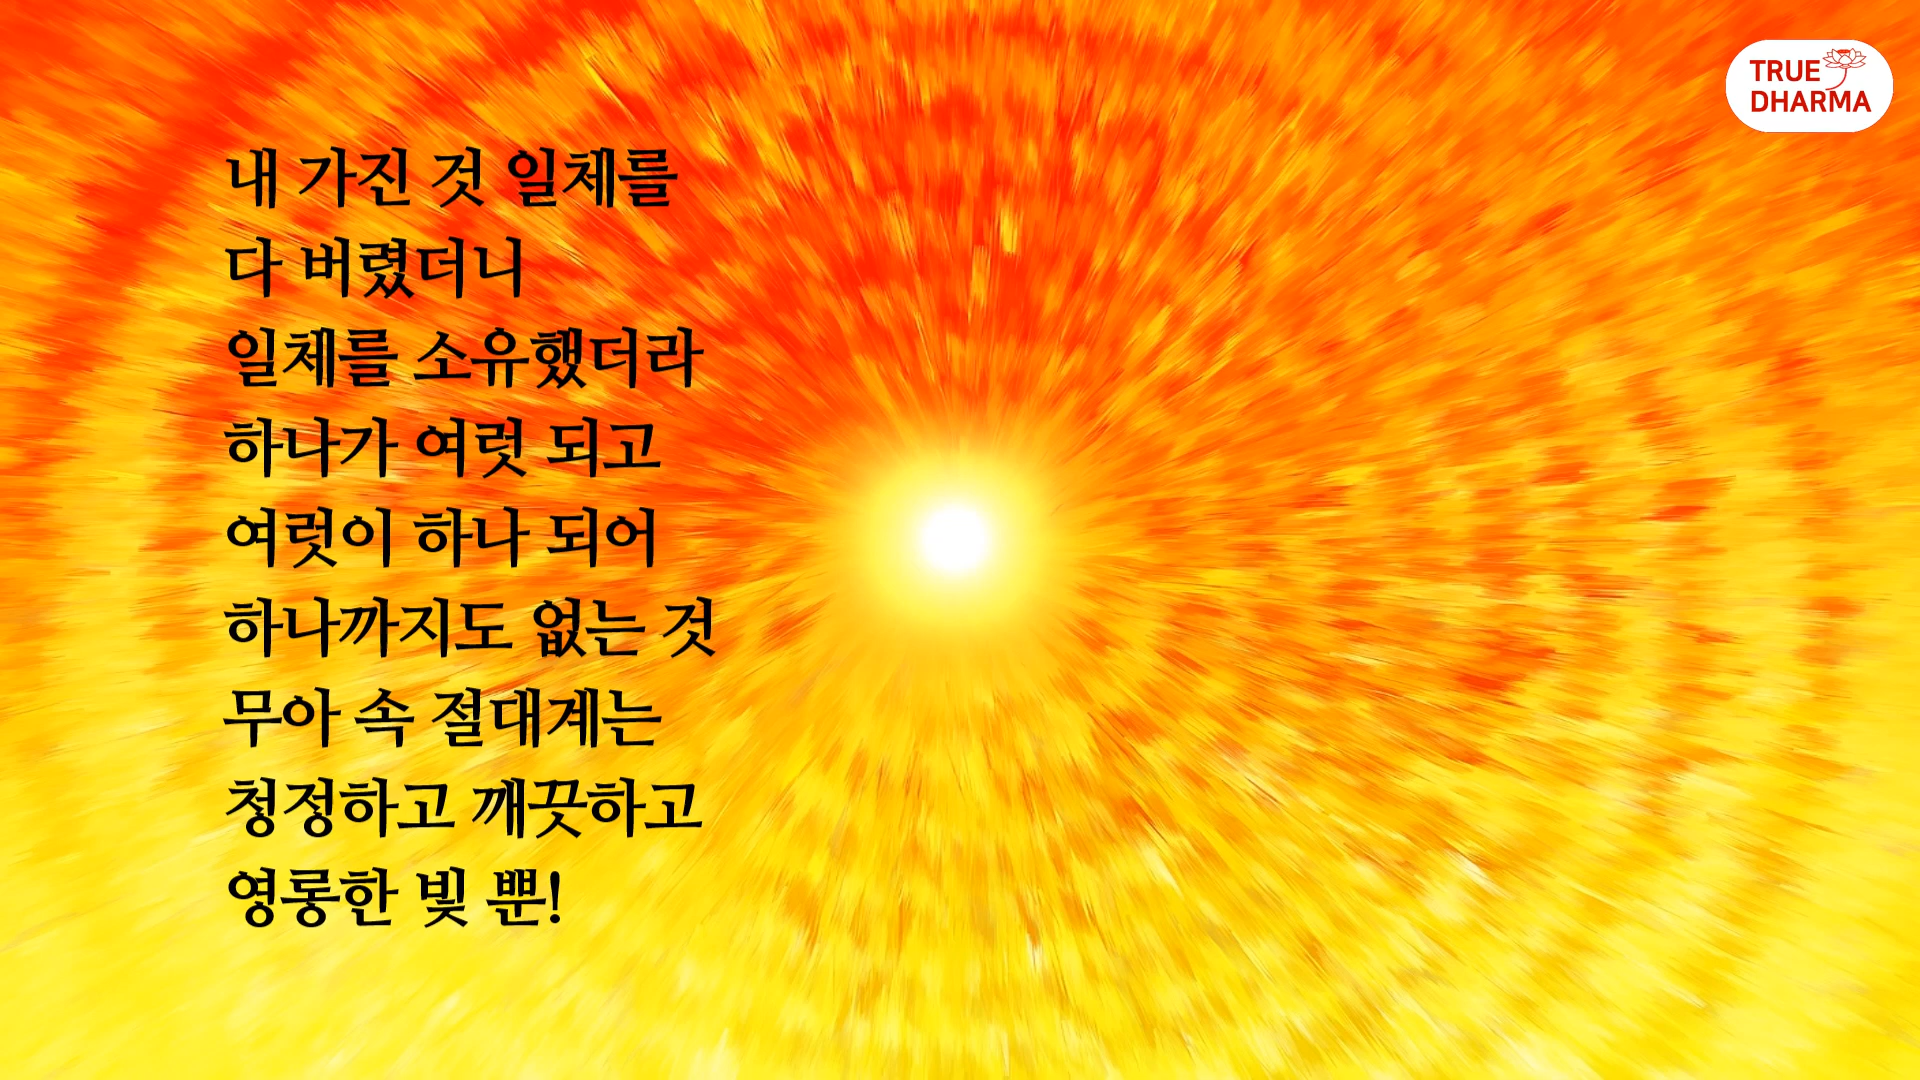 내 가진 것 일체를
다 버렸더니
일체를 소유했더라
하나가 여럿 되고
여럿이 하나 되어
하나까지도 없는 것
무아 속 절대계는
청정하고 깨끗하고
영롱한 빛 뿐!
TRUE
DHARMA